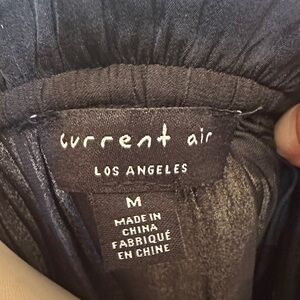 current air
LOS ANGELES
M
MADE IN
CHINA
FABRIQUÉ
EN CHINE